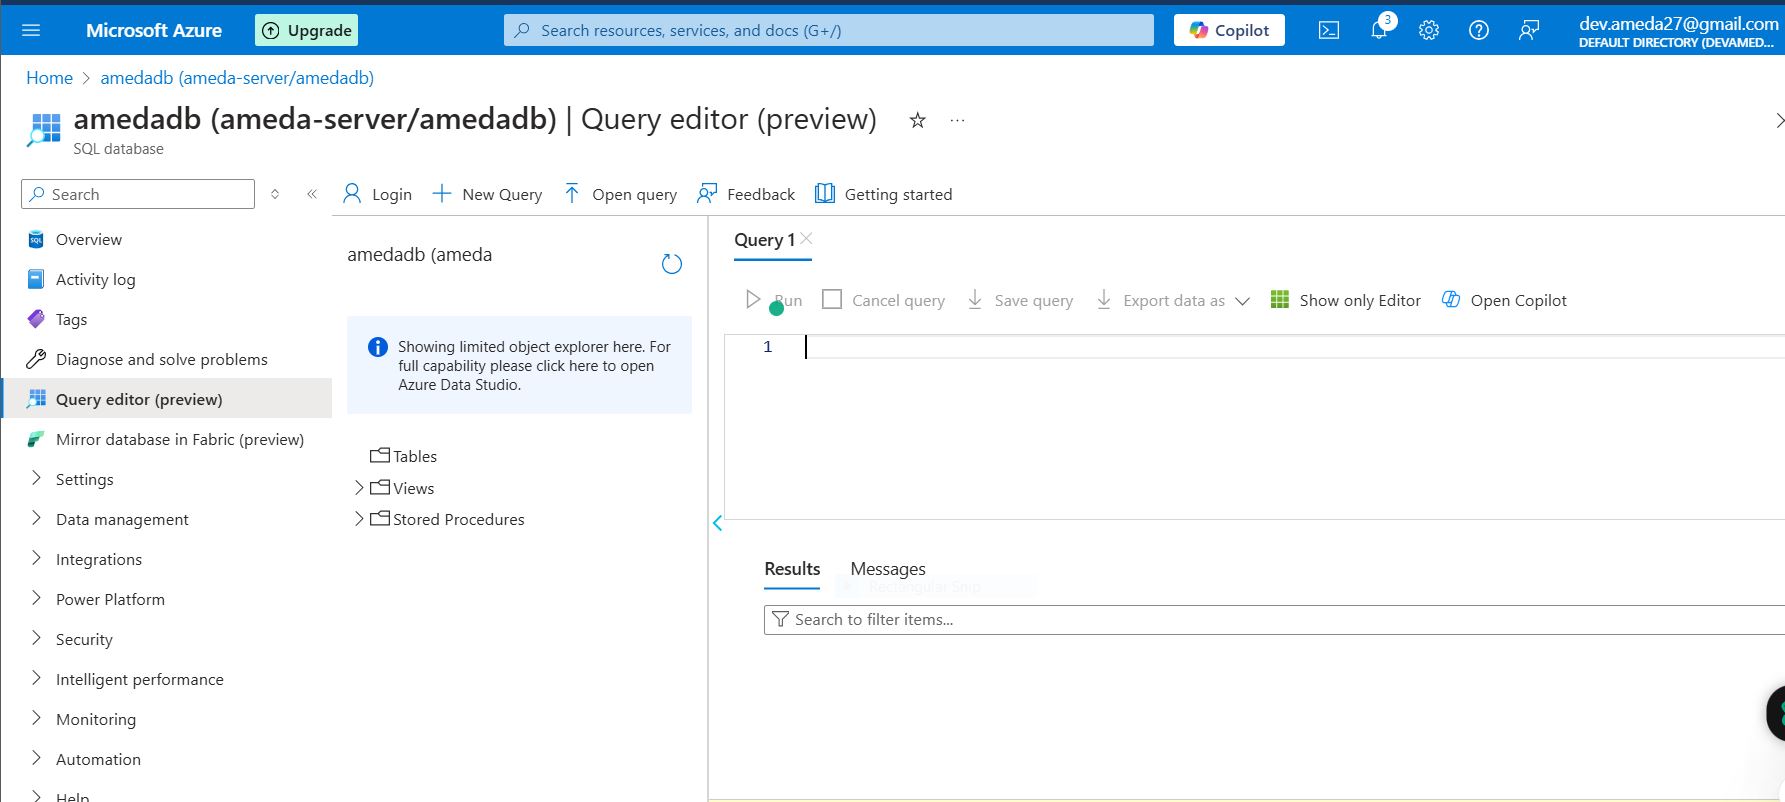 Microsoft Azure
Upgrade
Search resources, services, and docs (G+/)
Copilot
3
dev.ameda27@gmail.com
DEFAULT DIRECTORY (DEVAMED...
Home > amedadb (ameda-server/amedadb)
amedadb (ameda-server/amedadb) | Query editor (preview)
...
SQL database
Search
Login
New Query
Open query
Feedback
Getting started
Overview
Activity log
Tags
Diagnose and solve problems
Query editor (preview)
Mirror database in Fabric (preview)
Settings
Data management
Integrations
Power Platform
Security
Intelligent performance
Monitoring
Automation
Help
amedadb (ameda
Showing limited object explorer here. For
full capability please click here to open
Azure Data Studio.
Tables
Views
Stored Procedures
Query 1
Run
Cancel query
Save query
Export data as
Show only Editor
Open Copilot
1
Results
Messages
Rectangular Snip
Search to filter items...